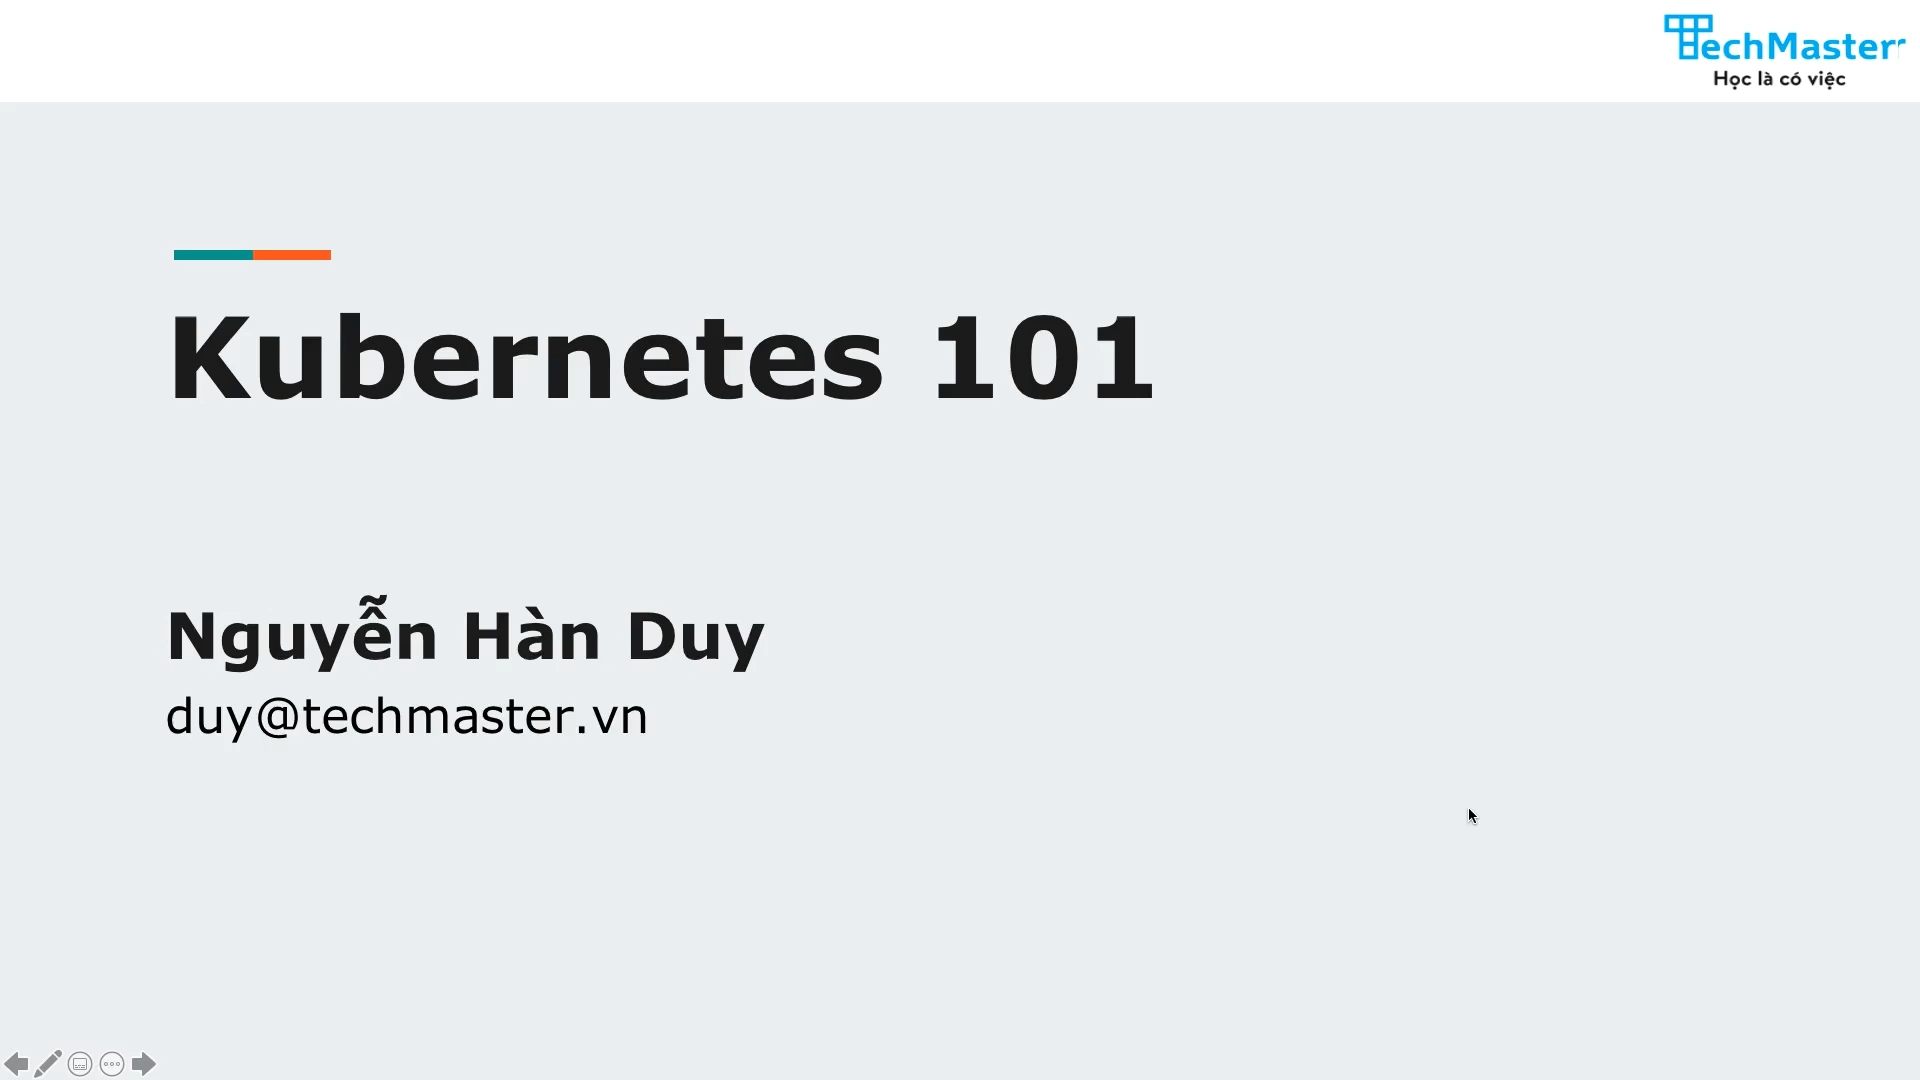 TechMaster
Học là có việc
Kubernetes 101
Nguyễn Hàn Duy
duy@techmaster.vn